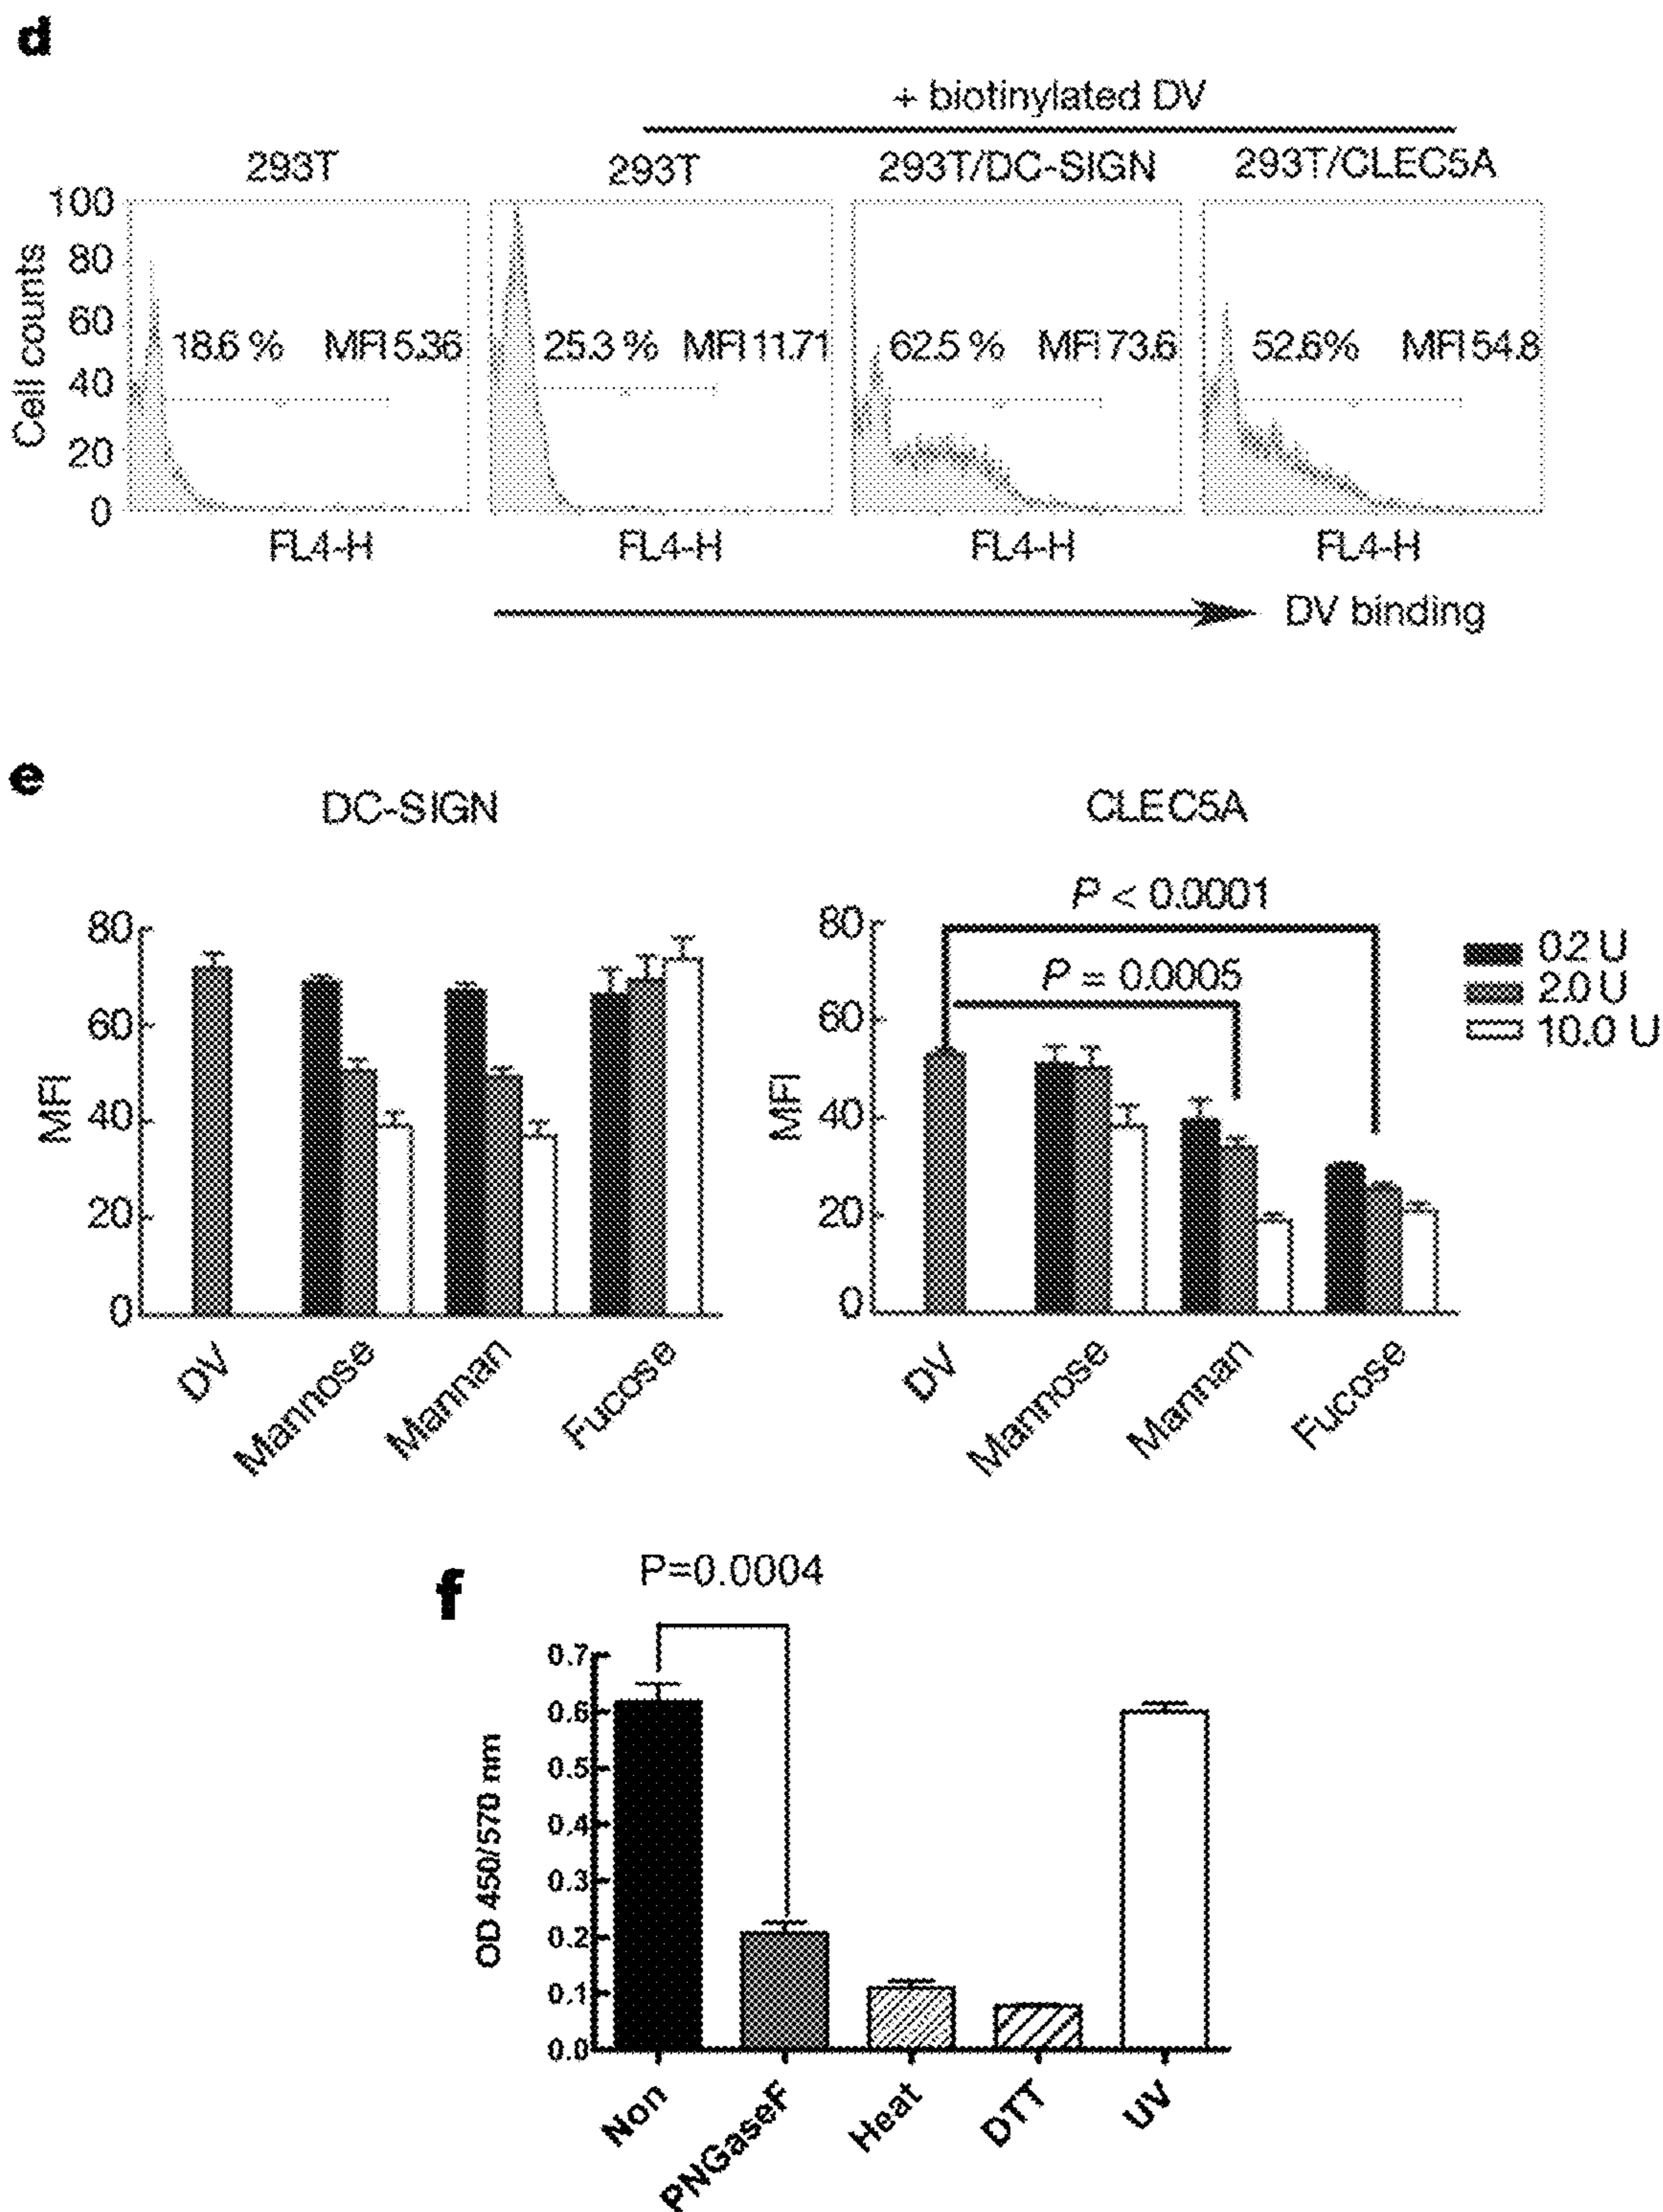 d
+ biotinylated DV
293T 293T 293T/DC-SIGN 293T/CLEC5A
100
80
60
40
20
0
Cell counts
18.6 % MFI 5.36
25.3 % MFI 11.71
62.5 % MFI 73.6
52.6% MFI 54.8
FL4-H FL4-H FL4-H FL4-H
DV binding
e
DC-SIGN
80
60
40
20
0
MFI
DV Mannose Mannan Fucose
CLEC5A
P < 0.0001
P = 0.0005
80
60
40
20
0
MFI
DV Mannose Mannan Fucose
0.2 U
2.0 U
10.0 U
f
P=0.0004
0.7
0.6
0.5
0.4
0.3
0.2
0.1
0.0
OD 450/570 nm
Non PNGaseF Heat DTT UV